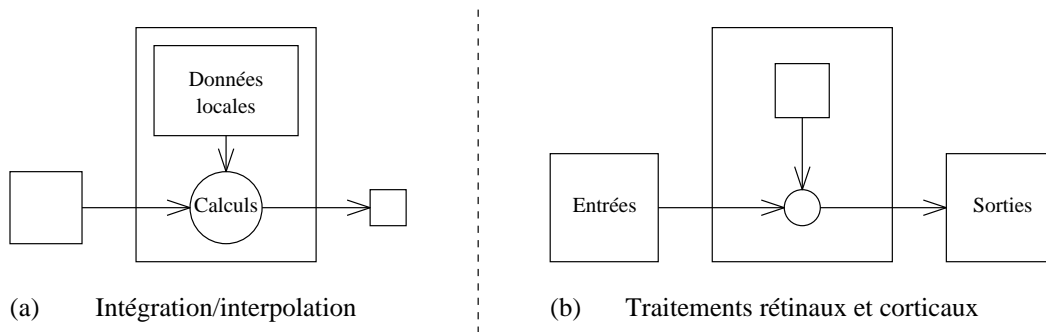 Données
locales
Calculs
Entrées
Sorties
(a) Intégration/interpolation
(b) Traitements rétinaux et corticaux